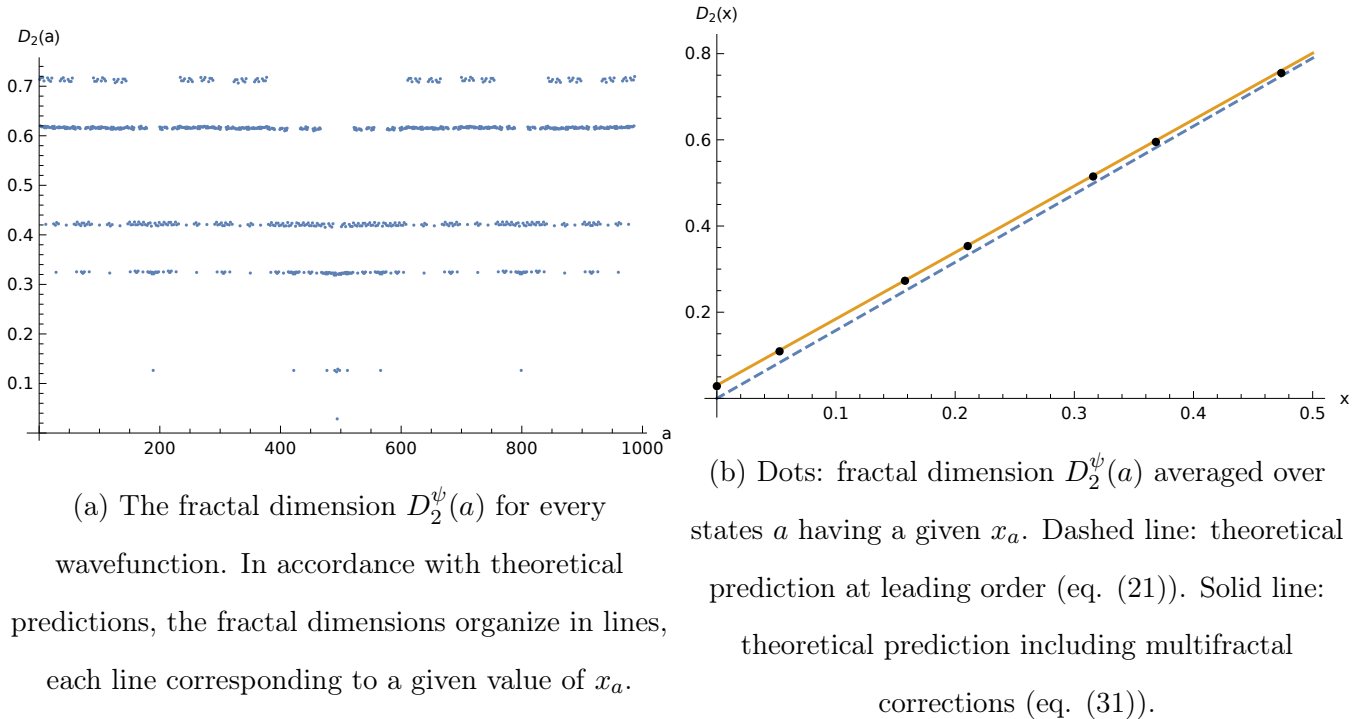 D₂(a)
0.7
0.6
0.5
0.4
0.3
0.2
0.1
200
400
600
800
1000
a
(a) The fractal dimension D₂^ψ(a) for every
wavefunction. In accordance with theoretical
predictions, the fractal dimensions organize in lines,
each line corresponding to a given value of xₐ.
D₂(x)
0.8
0.6
0.4
0.2
0.1
0.2
0.3
0.4
0.5
x
(b) Dots: fractal dimension D₂^ψ(a) averaged over
states a having a given xₐ. Dashed line: theoretical
prediction at leading order (eq. (21)). Solid line:
theoretical prediction including multifractal
corrections (eq. (31)).